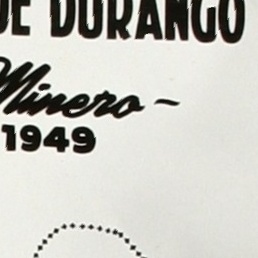 DE DURANGO
Minero-
1949